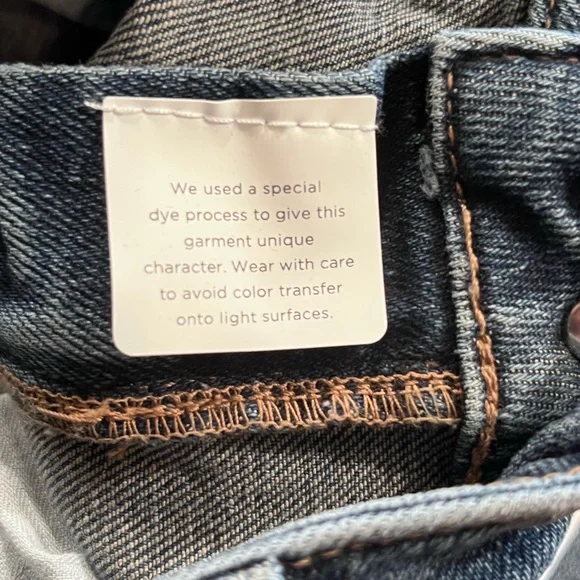 We used a special
dye process to give this
garment unique
character. Wear with care
to avoid color transfer
onto light surfaces.